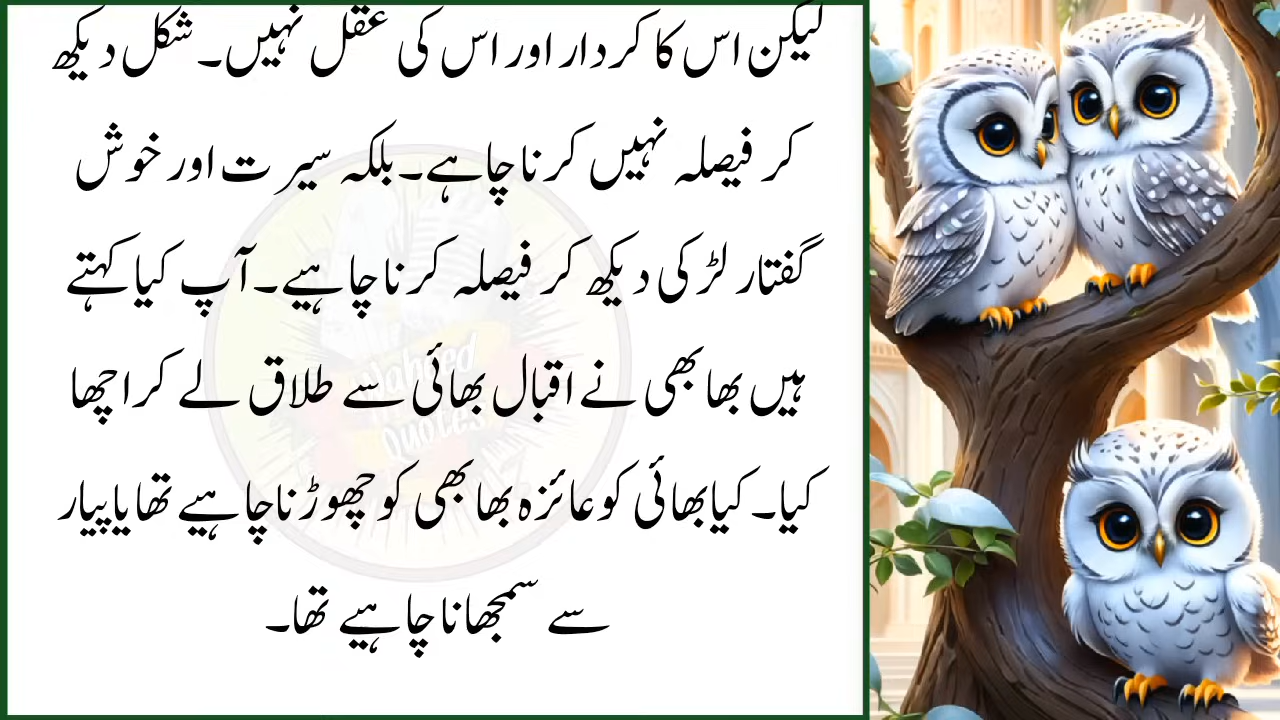 لیکن اس کا کردار اور اس کی عقل نہیں۔ شکل دیکھ
کر فیصلہ نہیں کرنا چاہے۔ بلکہ سیرت اور خوش
گفتار لڑکی دیکھ کر فیصلہ کرنا چاہیے۔ آپ کیا کہتے
ہیں بھابھی نے اقبال بھائی سے طلاق لے کر اچھا
کیا۔ کیا بھائی کو عائزہ بھابھی کو چھوڑنا چاہیے تھا یا پیار
سے سمجھانا چاہیے تھا۔
Waheed
Quotes